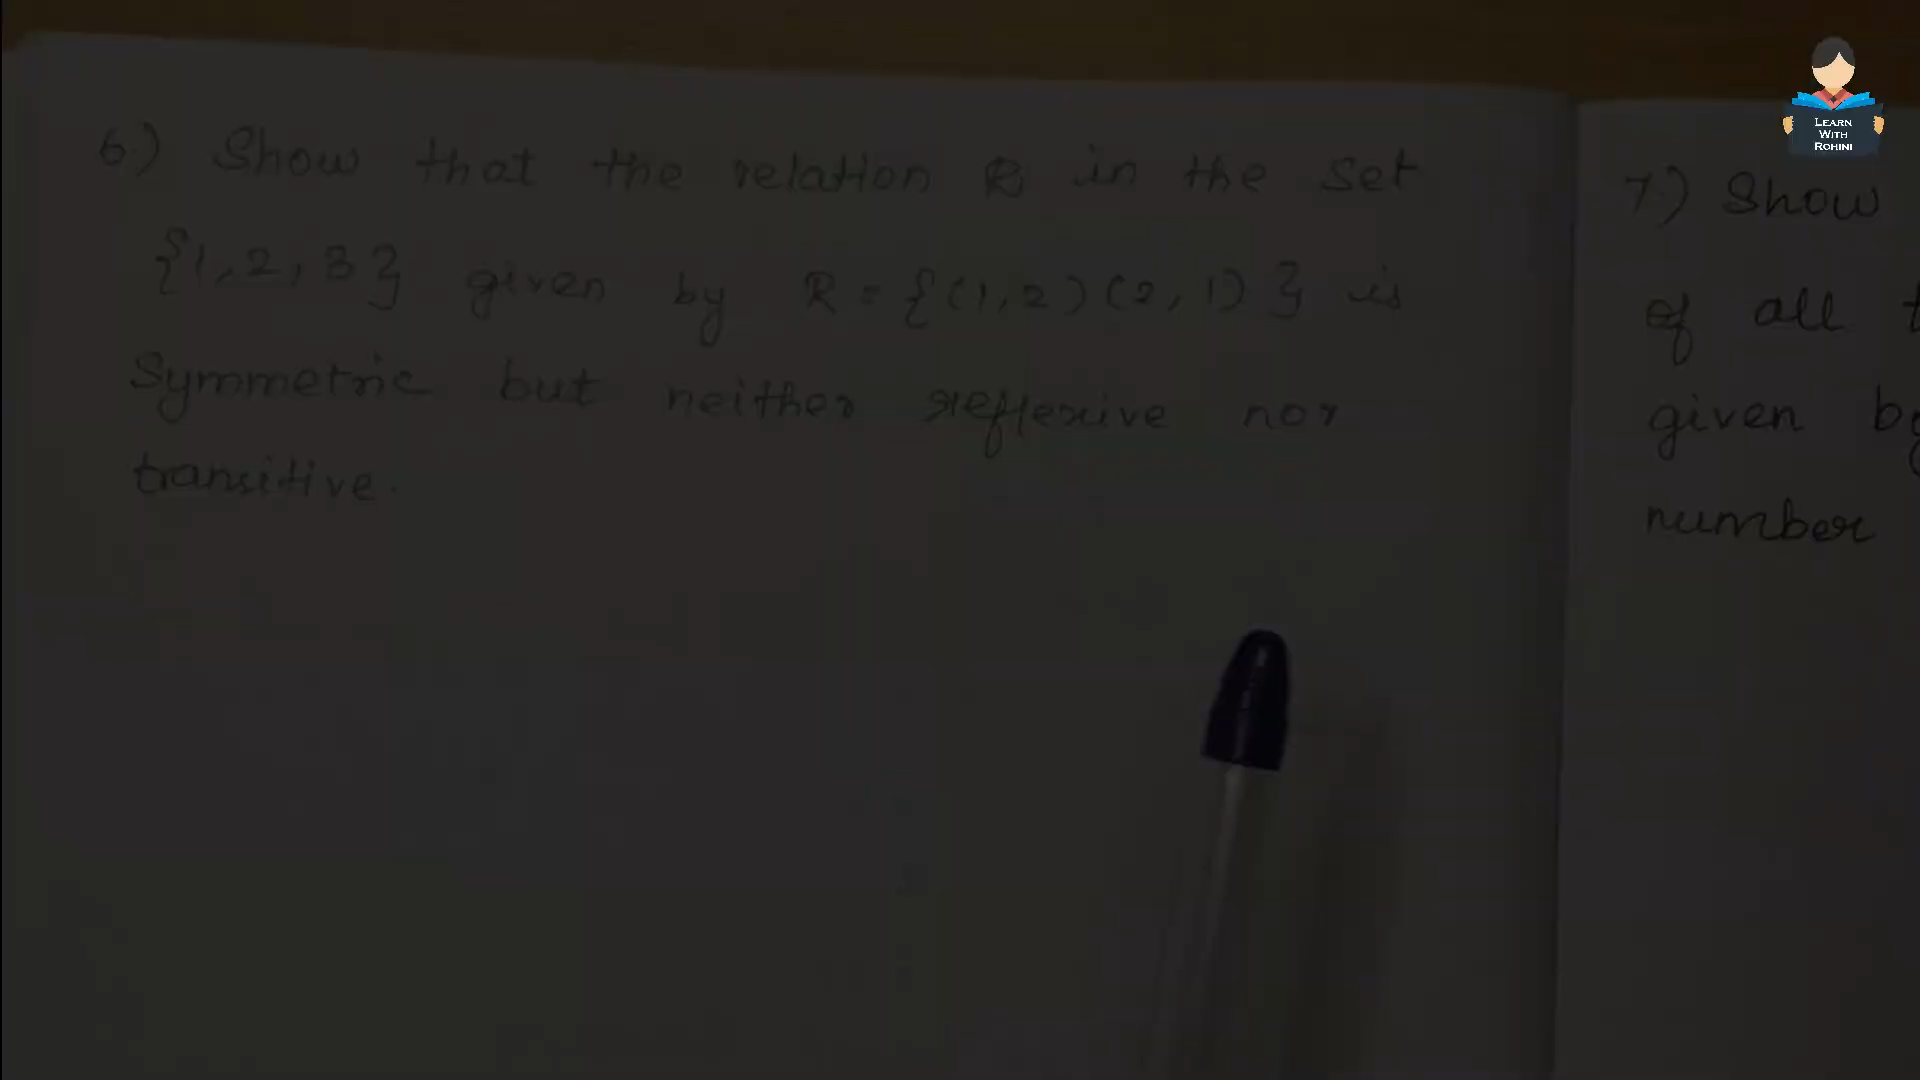 6.) Show that the relation R in the set
{1, 2, 3} given by R = {(1, 2) (2, 1) } is
Symmetric but neither reflexive nor
transitive.
7.) Show
of all t
given by
number
LEARN
WITH
ROHINI